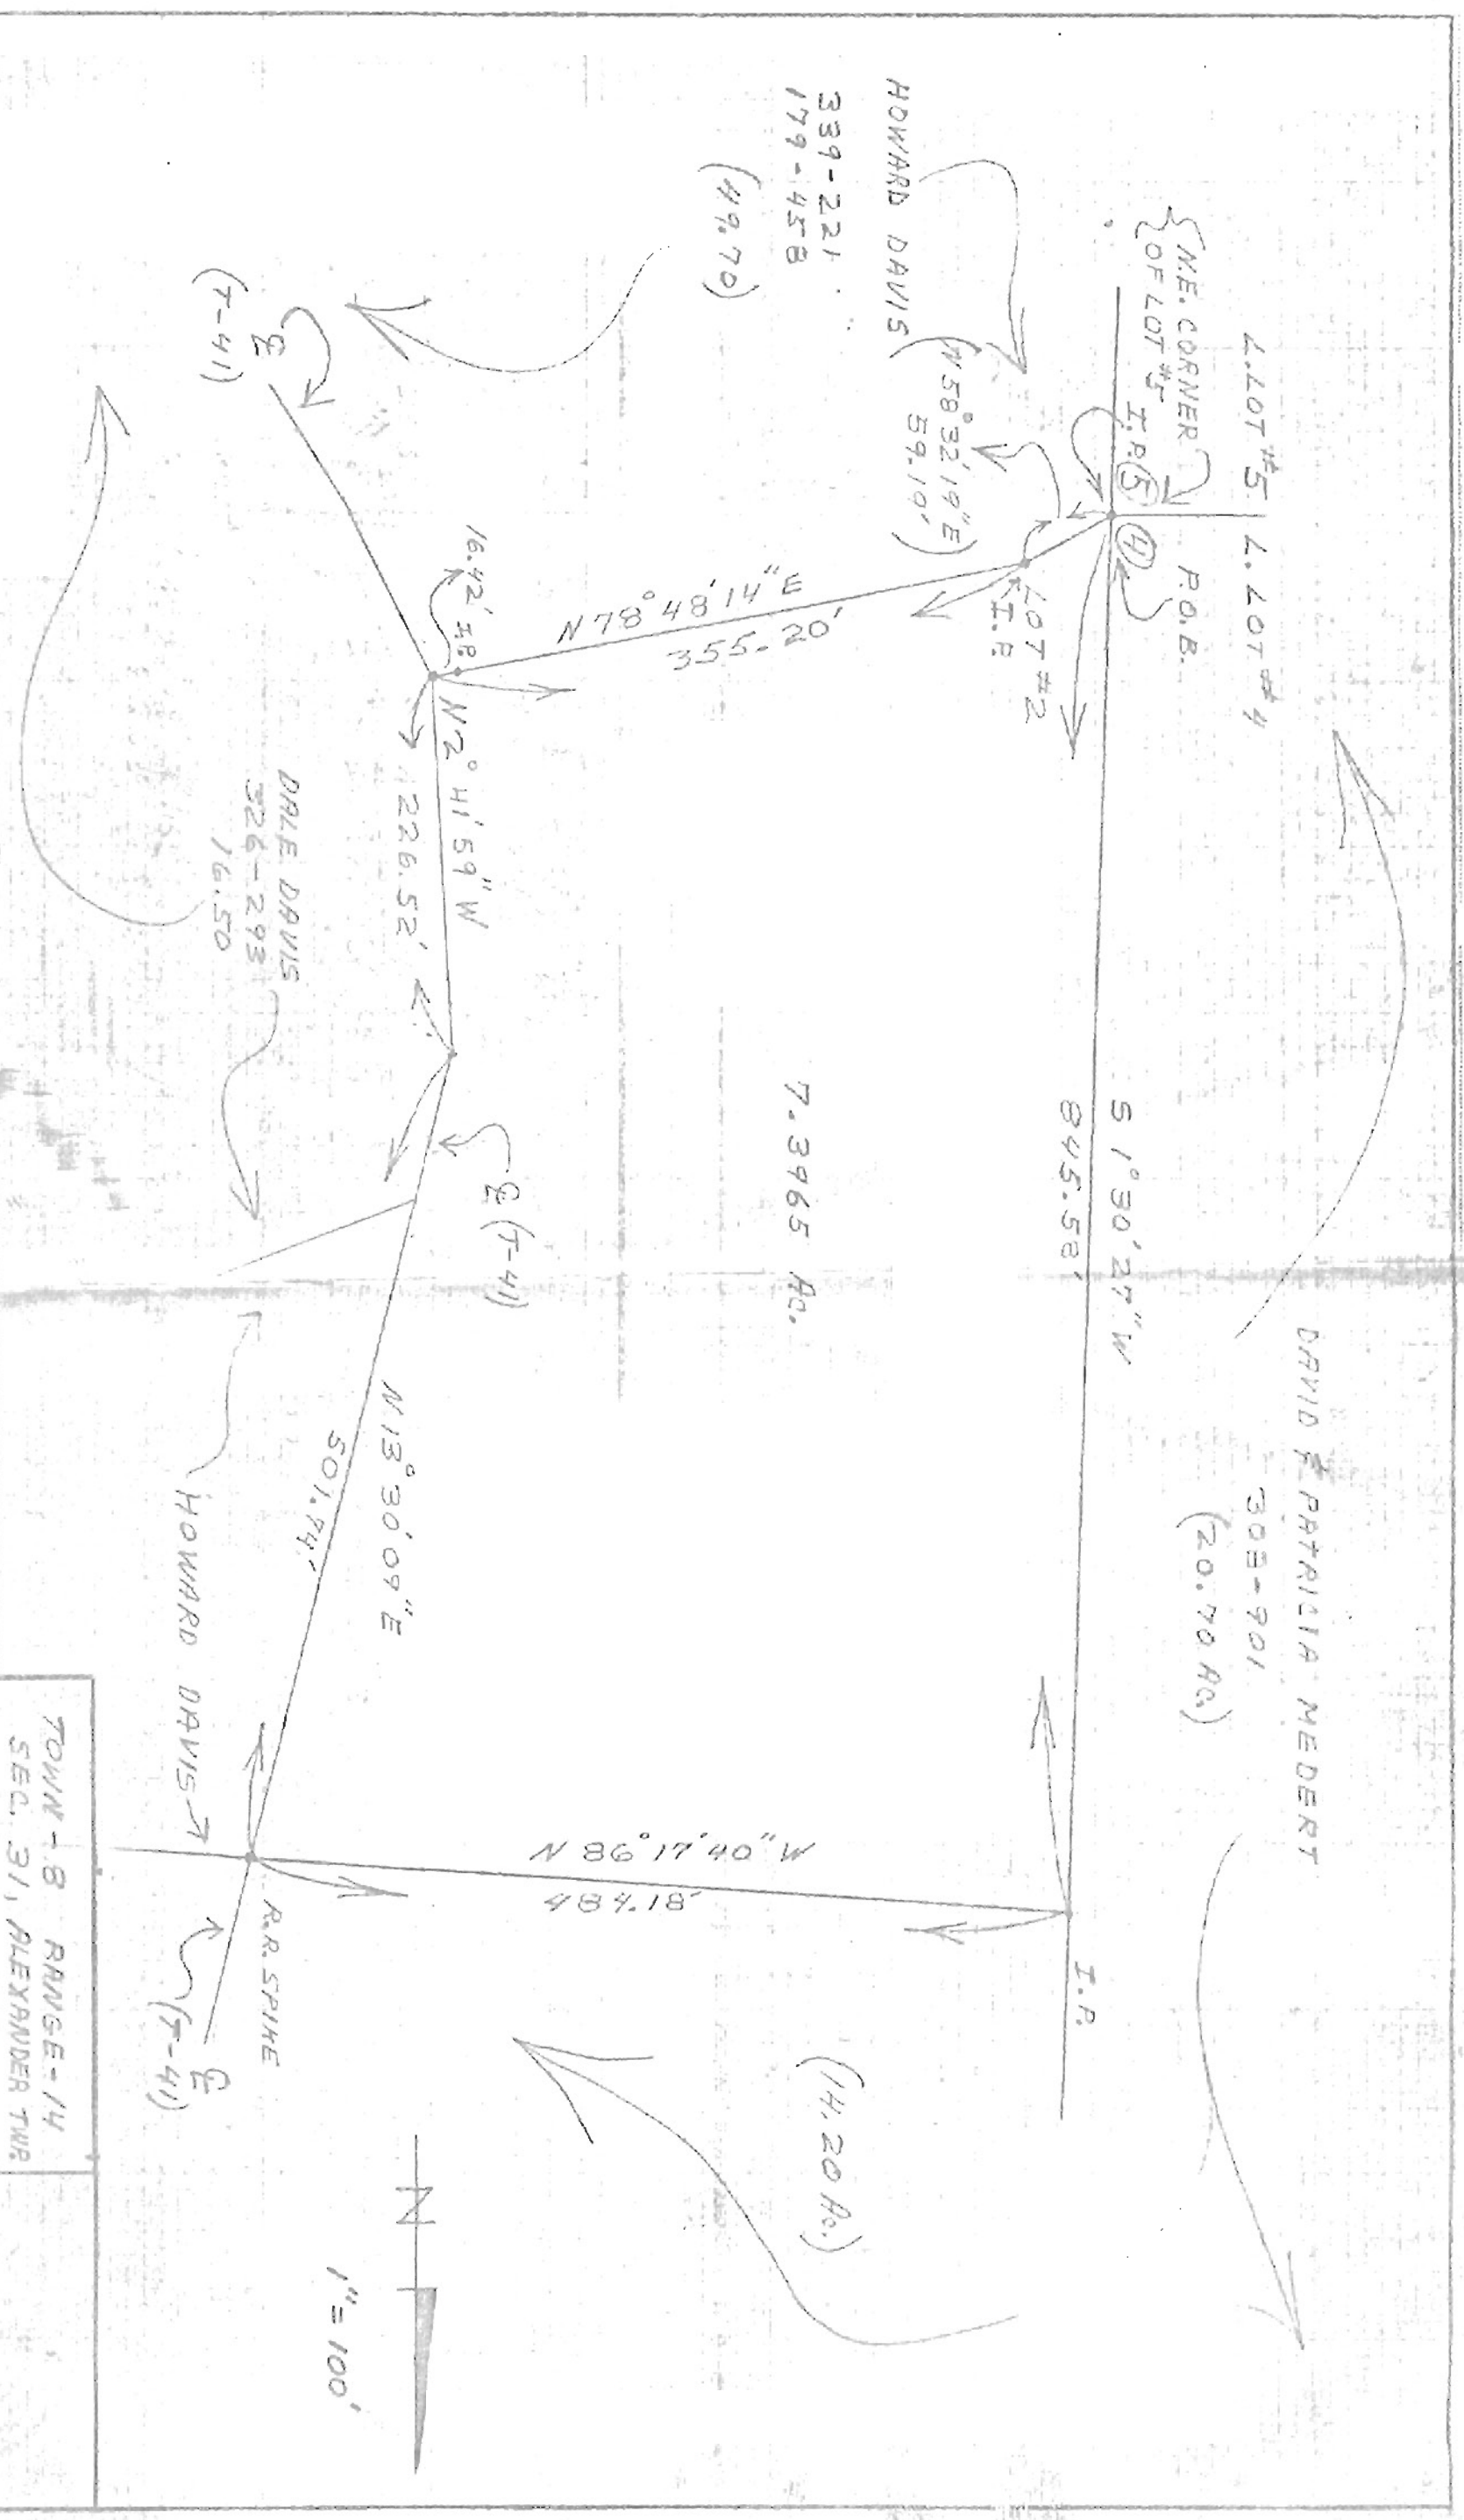 L. LOT #5
L. LOT #4
{N.E. CORNER
OF LOT #5
I.P. (5)
(4)
P.O.B.
HOWARD DAVIS
339-221
179-458
(49.70)
(N 58° 32' 19" E
59.19')
LOT #2
I.P.
S 1° 30' 27" W
845.58'
DAVID & PATRICIA MEDERT
308-901
(20.70 Ac.)
N 78° 48' 14" E
355.20'
16.42' I.P.
N 2° 41' 59" W
226.52'
7.3965 Ac.
℄
(T-41)
DALE DAVIS
326-293
16.50
℄ (T-41)
N 13° 30' 09" E
501.74'
HOWARD DAVIS
N 86° 17' 40" W
484.18'
I.P.
R.R. SPIKE
℄
(T-41)
(14.20 Ac.)
N
1" = 100'
TOWN-8 RANGE-14
SEC. 31, ALEXANDER TWP.